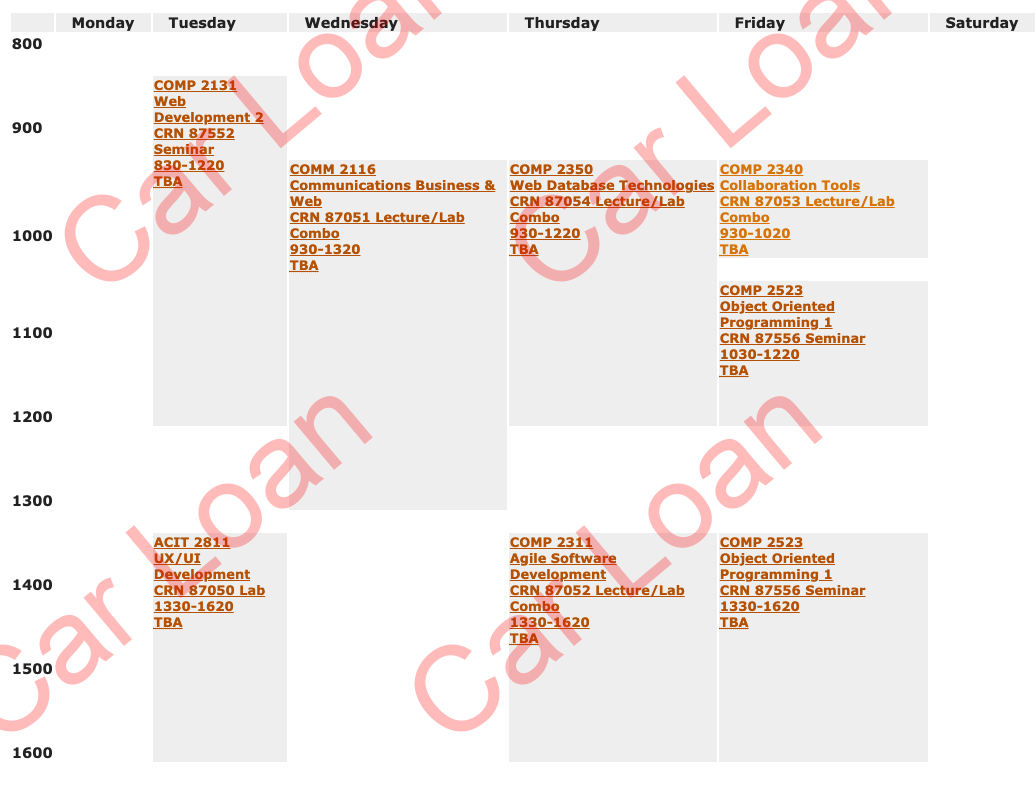 Monday Tuesday Wednesday Thursday Friday Saturday
800
COMP 2131
Web
Development 2
CRN 87552
Seminar
830-1220
TBA
900
COMM 2116
Communications Business &
Web
CRN 87051 Lecture/Lab
Combo
930-1320
TBA
COMP 2350
Web Database Technologies
CRN 87054 Lecture/Lab
Combo
930-1220
TBA
COMP 2340
Collaboration Tools
CRN 87053 Lecture/Lab
Combo
930-1020
TBA
1000
COMP 2523
Object Oriented
Programming 1
CRN 87556 Seminar
1030-1220
TBA
1100
1200
1300
ACIT 2811
UX/UI
Development
CRN 87050 Lab
1330-1620
TBA
COMP 2311
Agile Software
Development
CRN 87052 Lecture/Lab
Combo
1330-1620
TBA
COMP 2523
Object Oriented
Programming 1
CRN 87556 Seminar
1330-1620
TBA
1400
1500
1600
Car Loan
Car Loan
Car Loan
Car Loan